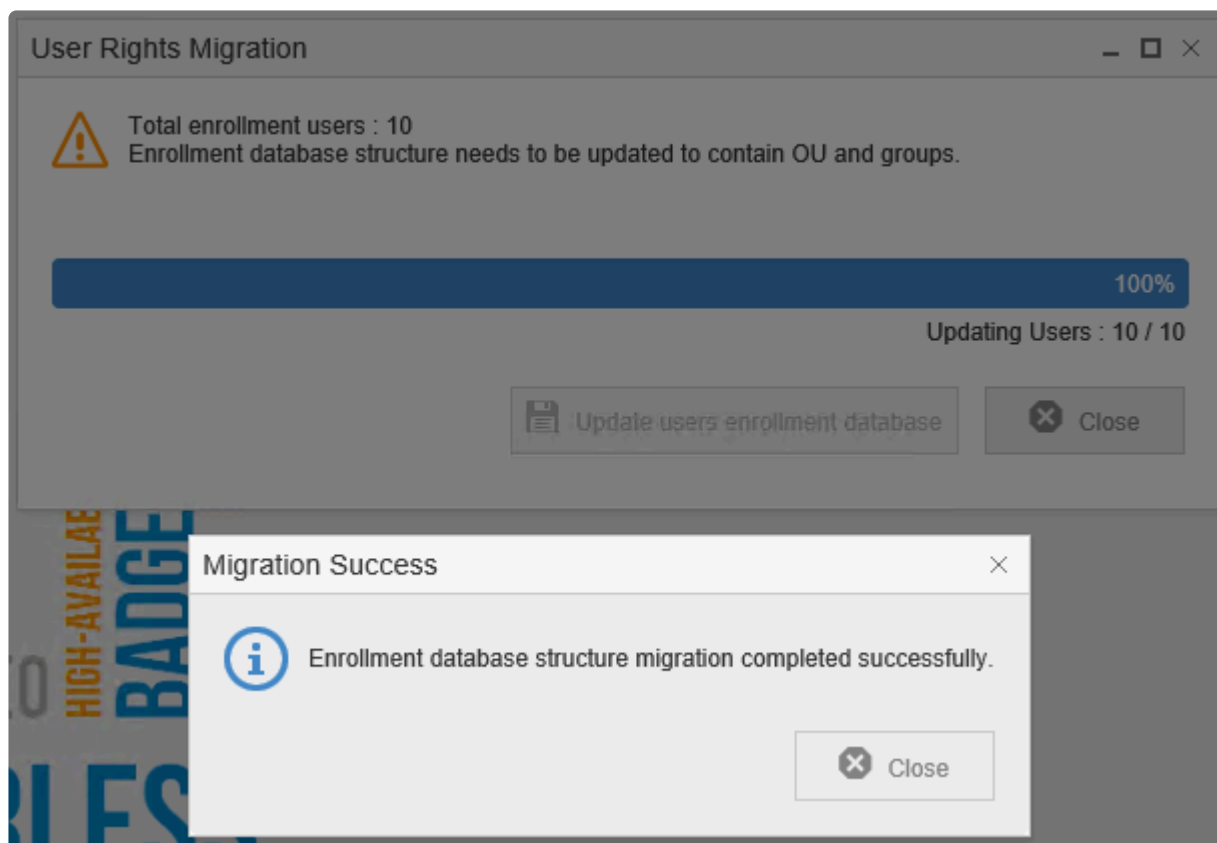 User Rights Migration
Total enrollment users : 10
Enrollment database structure needs to be updated to contain OU and groups.
100%
Updating Users : 10 / 10
Update users enrollment database
Close
HIGH-AVAILAB
BADGE
Migration Success
Enrollment database structure migration completed successfully.
Close